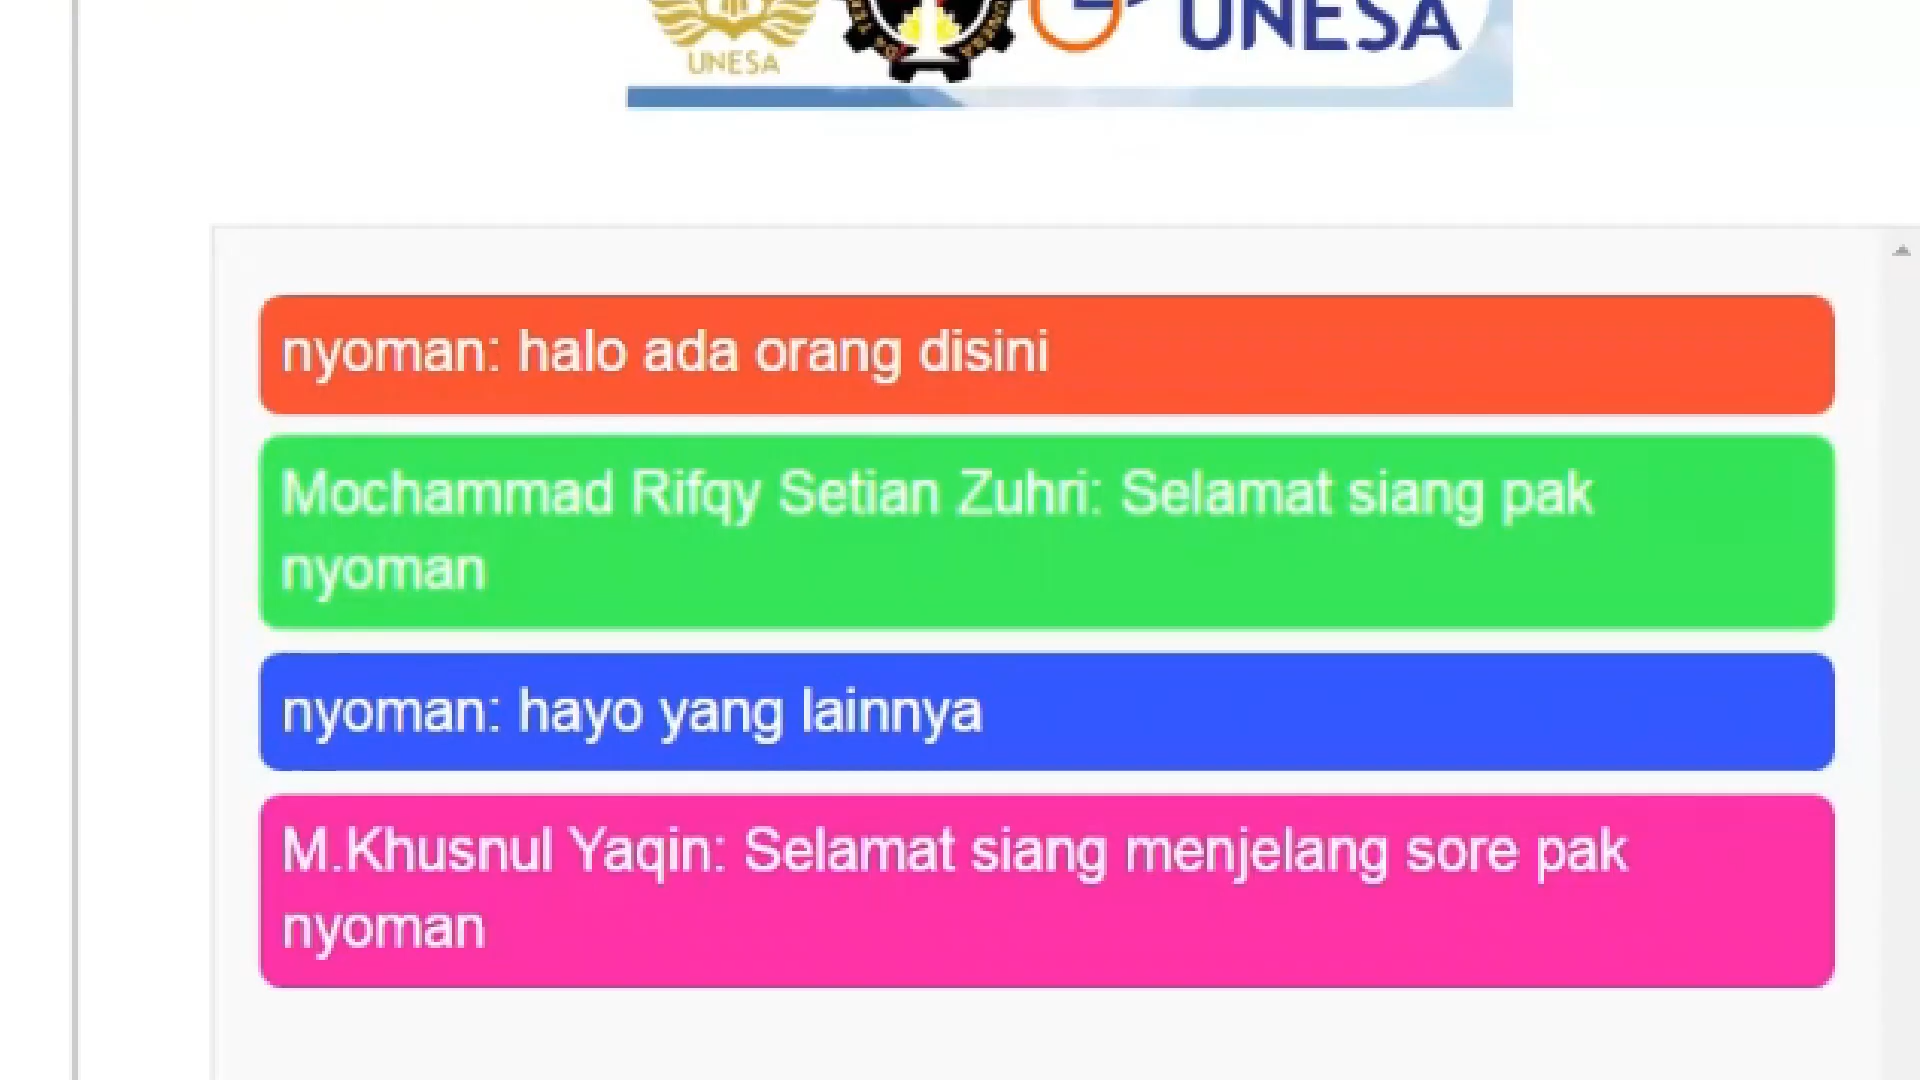 UNESA
UNESA
nyoman: halo ada orang disini
Mochammad Rifqy Setian Zuhri: Selamat siang pak
nyoman
nyoman: hayo yang lainnya
M.Khusnul Yaqin: Selamat siang menjelang sore pak
nyoman